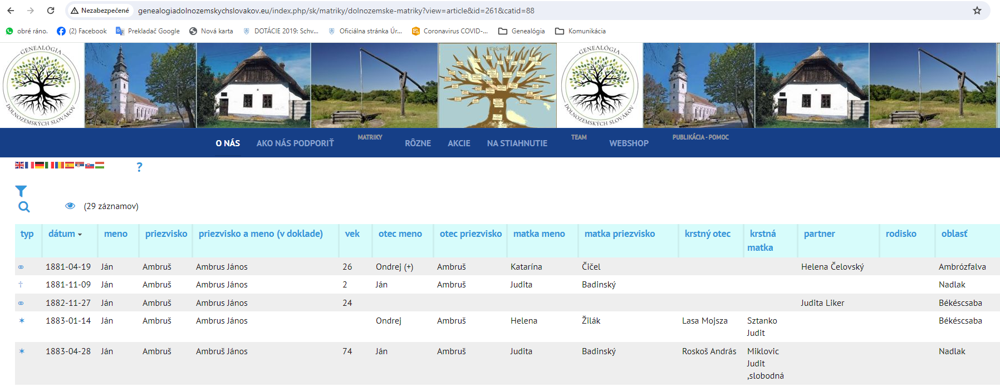 Nezabezpečené genealogiadolnozemskychslovakov.eu/index.php/sk/matriky/dolnozemske-matriky?view=article&id=261&catid=88
obré ráno. (2) Facebook Prekladač Google Nová karta DOTÁCIE 2019: Schv... Oficiálna stránka Úr... Coronavirus COVID-... Genealógia Komunikácia
GENEALÓGIA DOLNOZEMSKÝCH SLOVÁKOV GENEALÓGIA DOLNOZEMSKÝCH SLOVÁKOV
O NÁS AKO NÁS PODPORIŤ MATRIKY RÔZNE AKCIE NA STIAHNUTIE TEAM WEBSHOP PUBLIKÁCIA - POMOC
?
(29 záznamov)
typ dátum meno priezvisko priezvisko a meno (v doklade) vek otec meno otec priezvisko matka meno matka priezvisko krstný otec krstná matka partner rodisko oblasť
1881-04-19 Ján Ambruš Ambrus János 26 Ondrej (+) Ambruš Katarína Čičel Helena Čelovský Ambrózfalva
1881-11-09 Ján Ambruš Ambrus János 2 Ján Ambruš Judita Badinský Nadlak
1882-11-27 Ján Ambruš Ambrus János 24 Judita Liker Békéscsaba
1883-01-14 Ján Ambruš Ambrus János Ondrej Ambruš Helena Žilák Lasa Mojsza Sztanko Judit Békéscsaba
1883-04-28 Ján Ambruš Ambruš János 74 Ján Ambruš Judita Badinský Roskoš András Miklovic Judit ,slobodná Nadlak